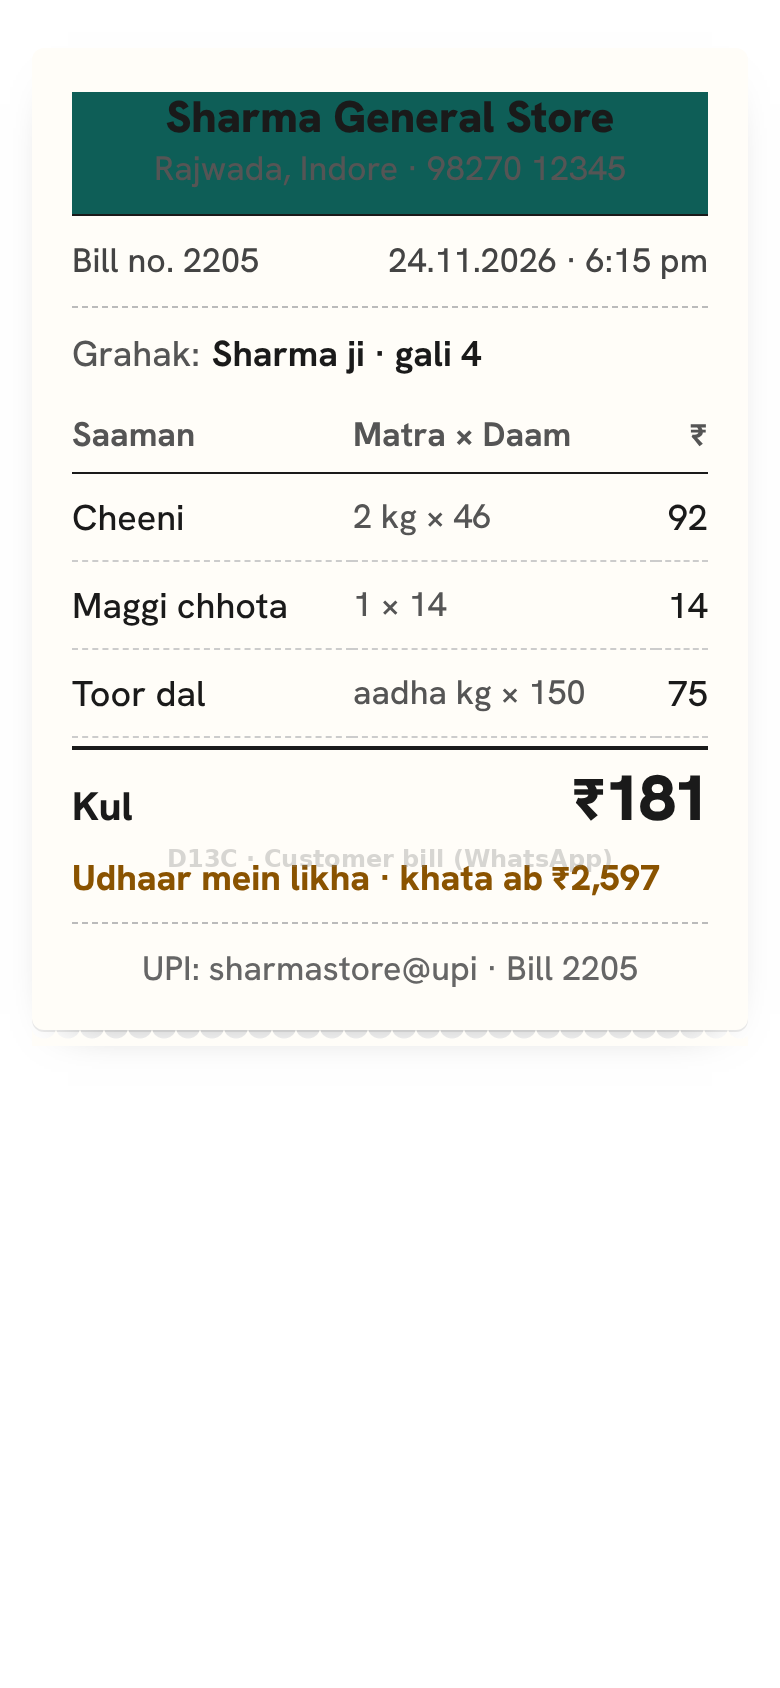 Sharma General Store
Rajwada, Indore · 98270 12345
Bill no. 2205 24.11.2026 · 6:15 pm
Grahak: Sharma ji · gali 4
Saaman Matra × Daam ₹
Cheeni 2 kg × 46 92
Maggi chhota 1 × 14 14
Toor dal aadha kg × 150 75
Kul ₹181
D13C · Customer bill (WhatsApp)
Udhaar mein likha · khata ab ₹2,597
UPI: sharmastore@upi · Bill 2205